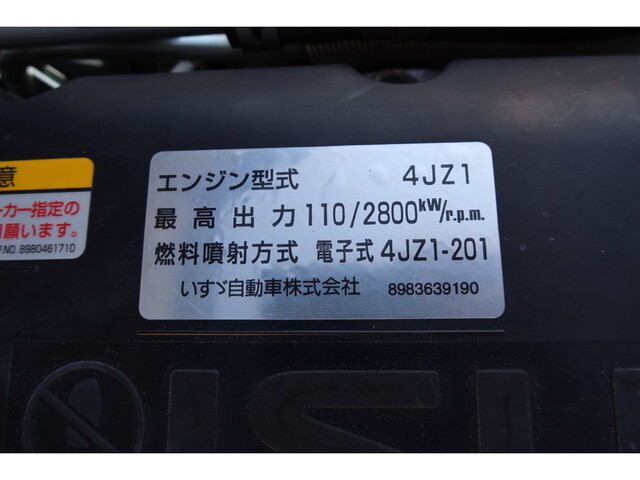 意
ーカー指定の
願います。
P.NO. 8980461710
エンジン型式 4JZ1
最高出力 110/2800kW/r.p.m.
燃料噴射方式 電子式 4JZ1-201
いすゞ自動車株式会社 8983639190